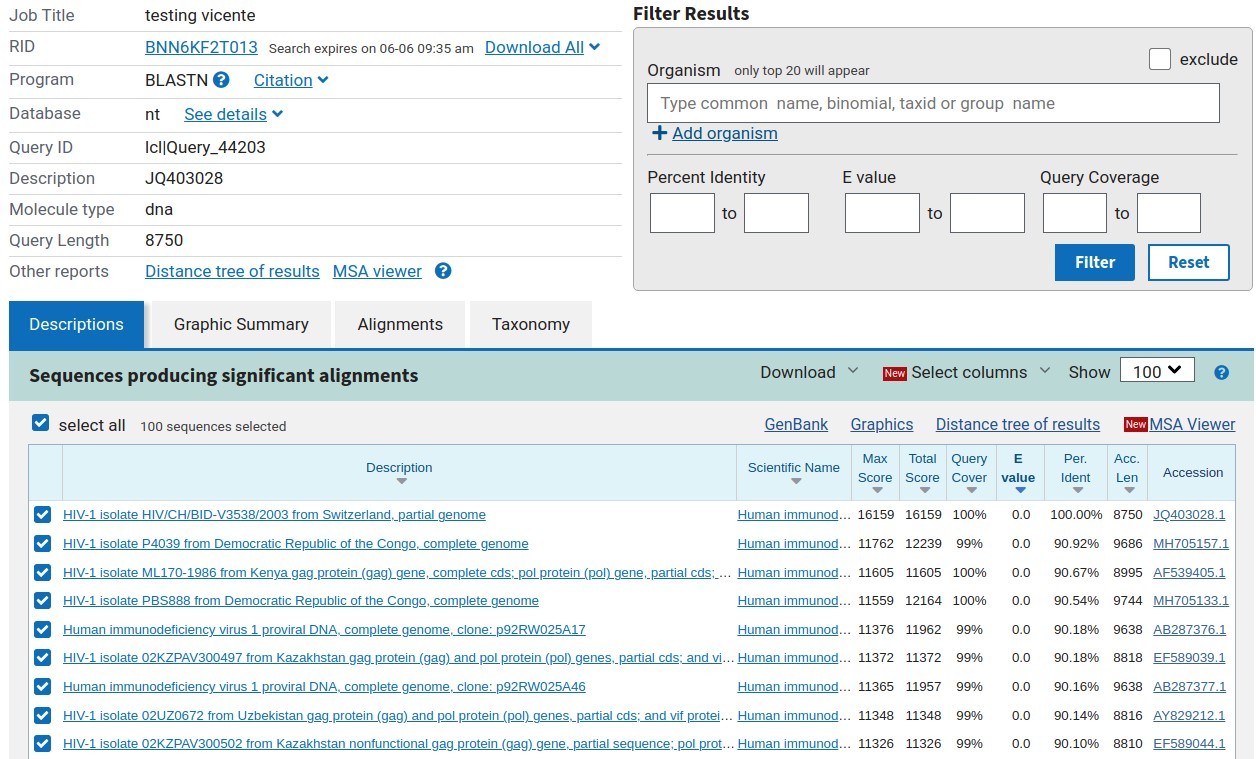 Job Title testing vicente
RID BNN6KF2T013 Search expires on 06-06 09:35 am Download All
Program BLASTN ? Citation
Database nt See details
Query ID lcl|Query_44203
Description JQ403028
Molecule type dna
Query Length 8750
Other reports Distance tree of results MSA viewer ?
Filter Results
exclude
Organism only top 20 will appear
Type common name, binomial, taxid or group name
+ Add organism
Percent Identity E value Query Coverage
to to to
Filter Reset
Descriptions Graphic Summary Alignments Taxonomy
Sequences producing significant alignments Download New Select columns Show 100 ?
select all 100 sequences selected GenBank Graphics Distance tree of results New MSA Viewer
Description Scientific Name Max Score Total Score Query Cover E value Per. Ident Acc. Len Accession
HIV-1 isolate HIV/CH/BID-V3538/2003 from Switzerland, partial genome Human immunod... 16159 16159 100% 0.0 100.00% 8750 JQ403028.1
HIV-1 isolate P4039 from Democratic Republic of the Congo, complete genome Human immunod... 11762 12239 99% 0.0 90.92% 9686 MH705157.1
HIV-1 isolate ML170-1986 from Kenya gag protein (gag) gene, complete cds; pol protein (pol) gene, partial cds; ... Human immunod... 11605 11605 100% 0.0 90.67% 8995 AF539405.1
HIV-1 isolate PBS888 from Democratic Republic of the Congo, complete genome Human immunod... 11559 12164 100% 0.0 90.54% 9744 MH705133.1
Human immunodeficiency virus 1 proviral DNA, complete genome, clone: p92RW025A17 Human immunod... 11376 11962 99% 0.0 90.18% 9638 AB287376.1
HIV-1 isolate 02KZPAV300497 from Kazakhstan gag protein (gag) and pol protein (pol) genes, partial cds; and vi... Human immunod... 11372 11372 99% 0.0 90.18% 8818 EF589039.1
Human immunodeficiency virus 1 proviral DNA, complete genome, clone: p92RW025A46 Human immunod... 11365 11957 99% 0.0 90.16% 9638 AB287377.1
HIV-1 isolate 02UZ0672 from Uzbekistan gag protein (gag) and pol protein (pol) genes, partial cds; and vif protei... Human immunod... 11348 11348 99% 0.0 90.14% 8816 AY829212.1
HIV-1 isolate 02KZPAV300502 from Kazakhstan nonfunctional gag protein (gag) gene, partial sequence; pol prot... Human immunod... 11326 11326 99% 0.0 90.10% 8810 EF589044.1